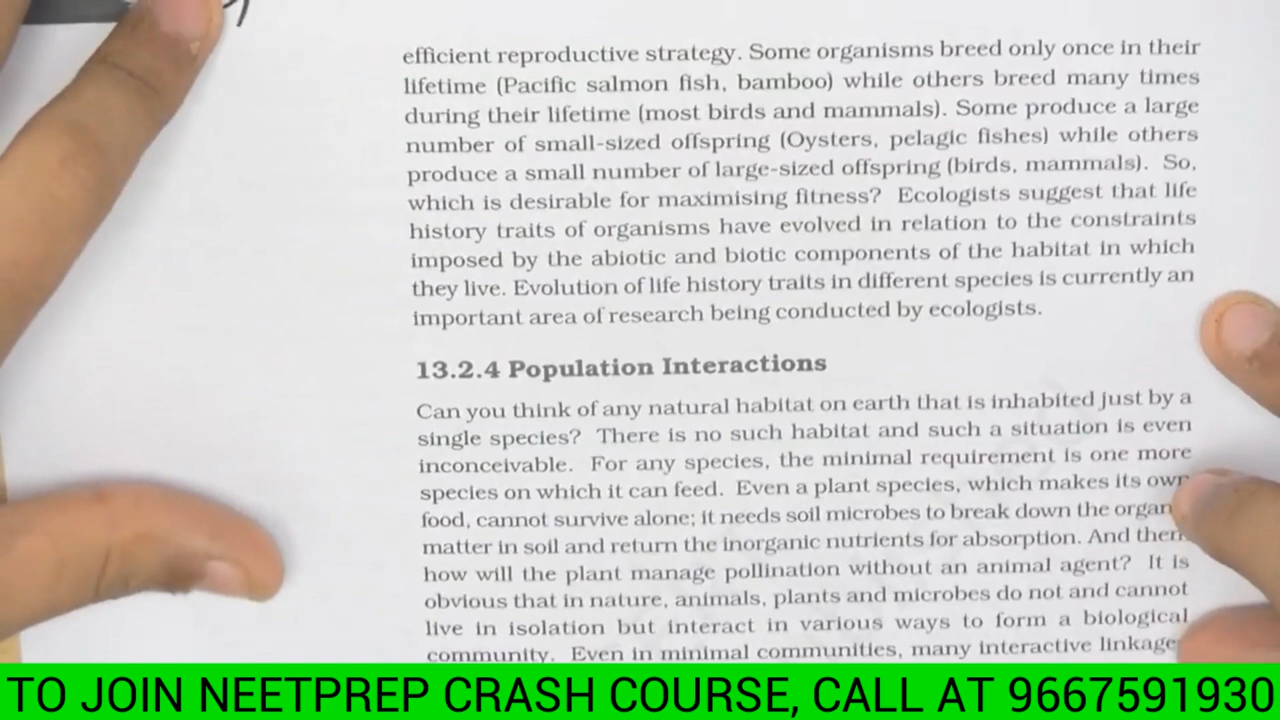 efficient reproductive strategy. Some organisms breed only once in their
lifetime (Pacific salmon fish, bamboo) while others breed many times
during their lifetime (most birds and mammals). Some produce a large
number of small-sized offspring (Oysters, pelagic fishes) while others
produce a small number of large-sized offspring (birds, mammals). So,
which is desirable for maximising fitness? Ecologists suggest that life
history traits of organisms have evolved in relation to the constraints
imposed by the abiotic and biotic components of the habitat in which
they live. Evolution of life history traits in different species is currently an
important area of research being conducted by ecologists.
13.2.4 Population Interactions
Can you think of any natural habitat on earth that is inhabited just by a
single species? There is no such habitat and such a situation is even
inconceivable. For any species, the minimal requirement is one more
species on which it can feed. Even a plant species, which makes its own
food, cannot survive alone; it needs soil microbes to break down the
matter in soil and return the inorganic nutrients for absorption. And then,
how will the plant manage pollination without an animal agent? It is
obvious that in nature, animals, plants and microbes do not and cannot
live in isolation but interact in various ways to form a biological
community. Even in minimal communities, many interactive
TO JOIN NEETPREP CRASH COURSE, CALL AT 9667591930